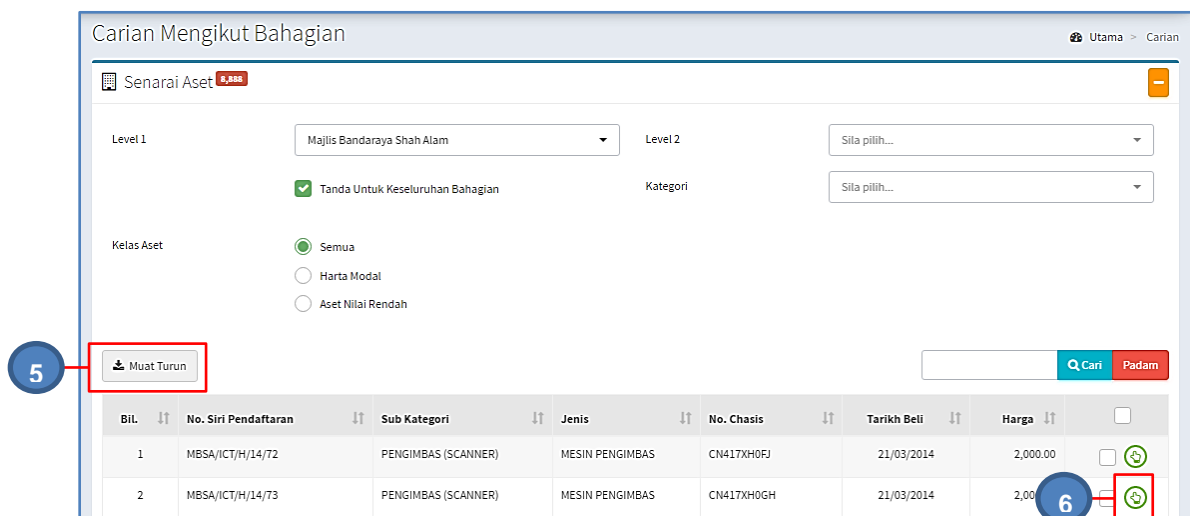 Carian Mengikut Bahagian
Utama > Carian
Senarai Aset 8,888
Level 1 Majlis Bandaraya Shah Alam Level 2 Sila pilih...
Tanda Untuk Keseluruhan Bahagian Kategori Sila pilih...
Kelas Aset Semua
Harta Modal
Aset Nilai Rendah
5 Muat Turun Cari Padam
Bil. No. Siri Pendaftaran Sub Kategori Jenis No. Chasis Tarikh Beli Harga
1 MBSA/ICT/H/14/72 PENGIMBAS (SCANNER) MESIN PENGIMBAS CN417XH0FJ 21/03/2014 2,000.00
2 MBSA/ICT/H/14/73 PENGIMBAS (SCANNER) MESIN PENGIMBAS CN417XH0GH 21/03/2014 2,00
6